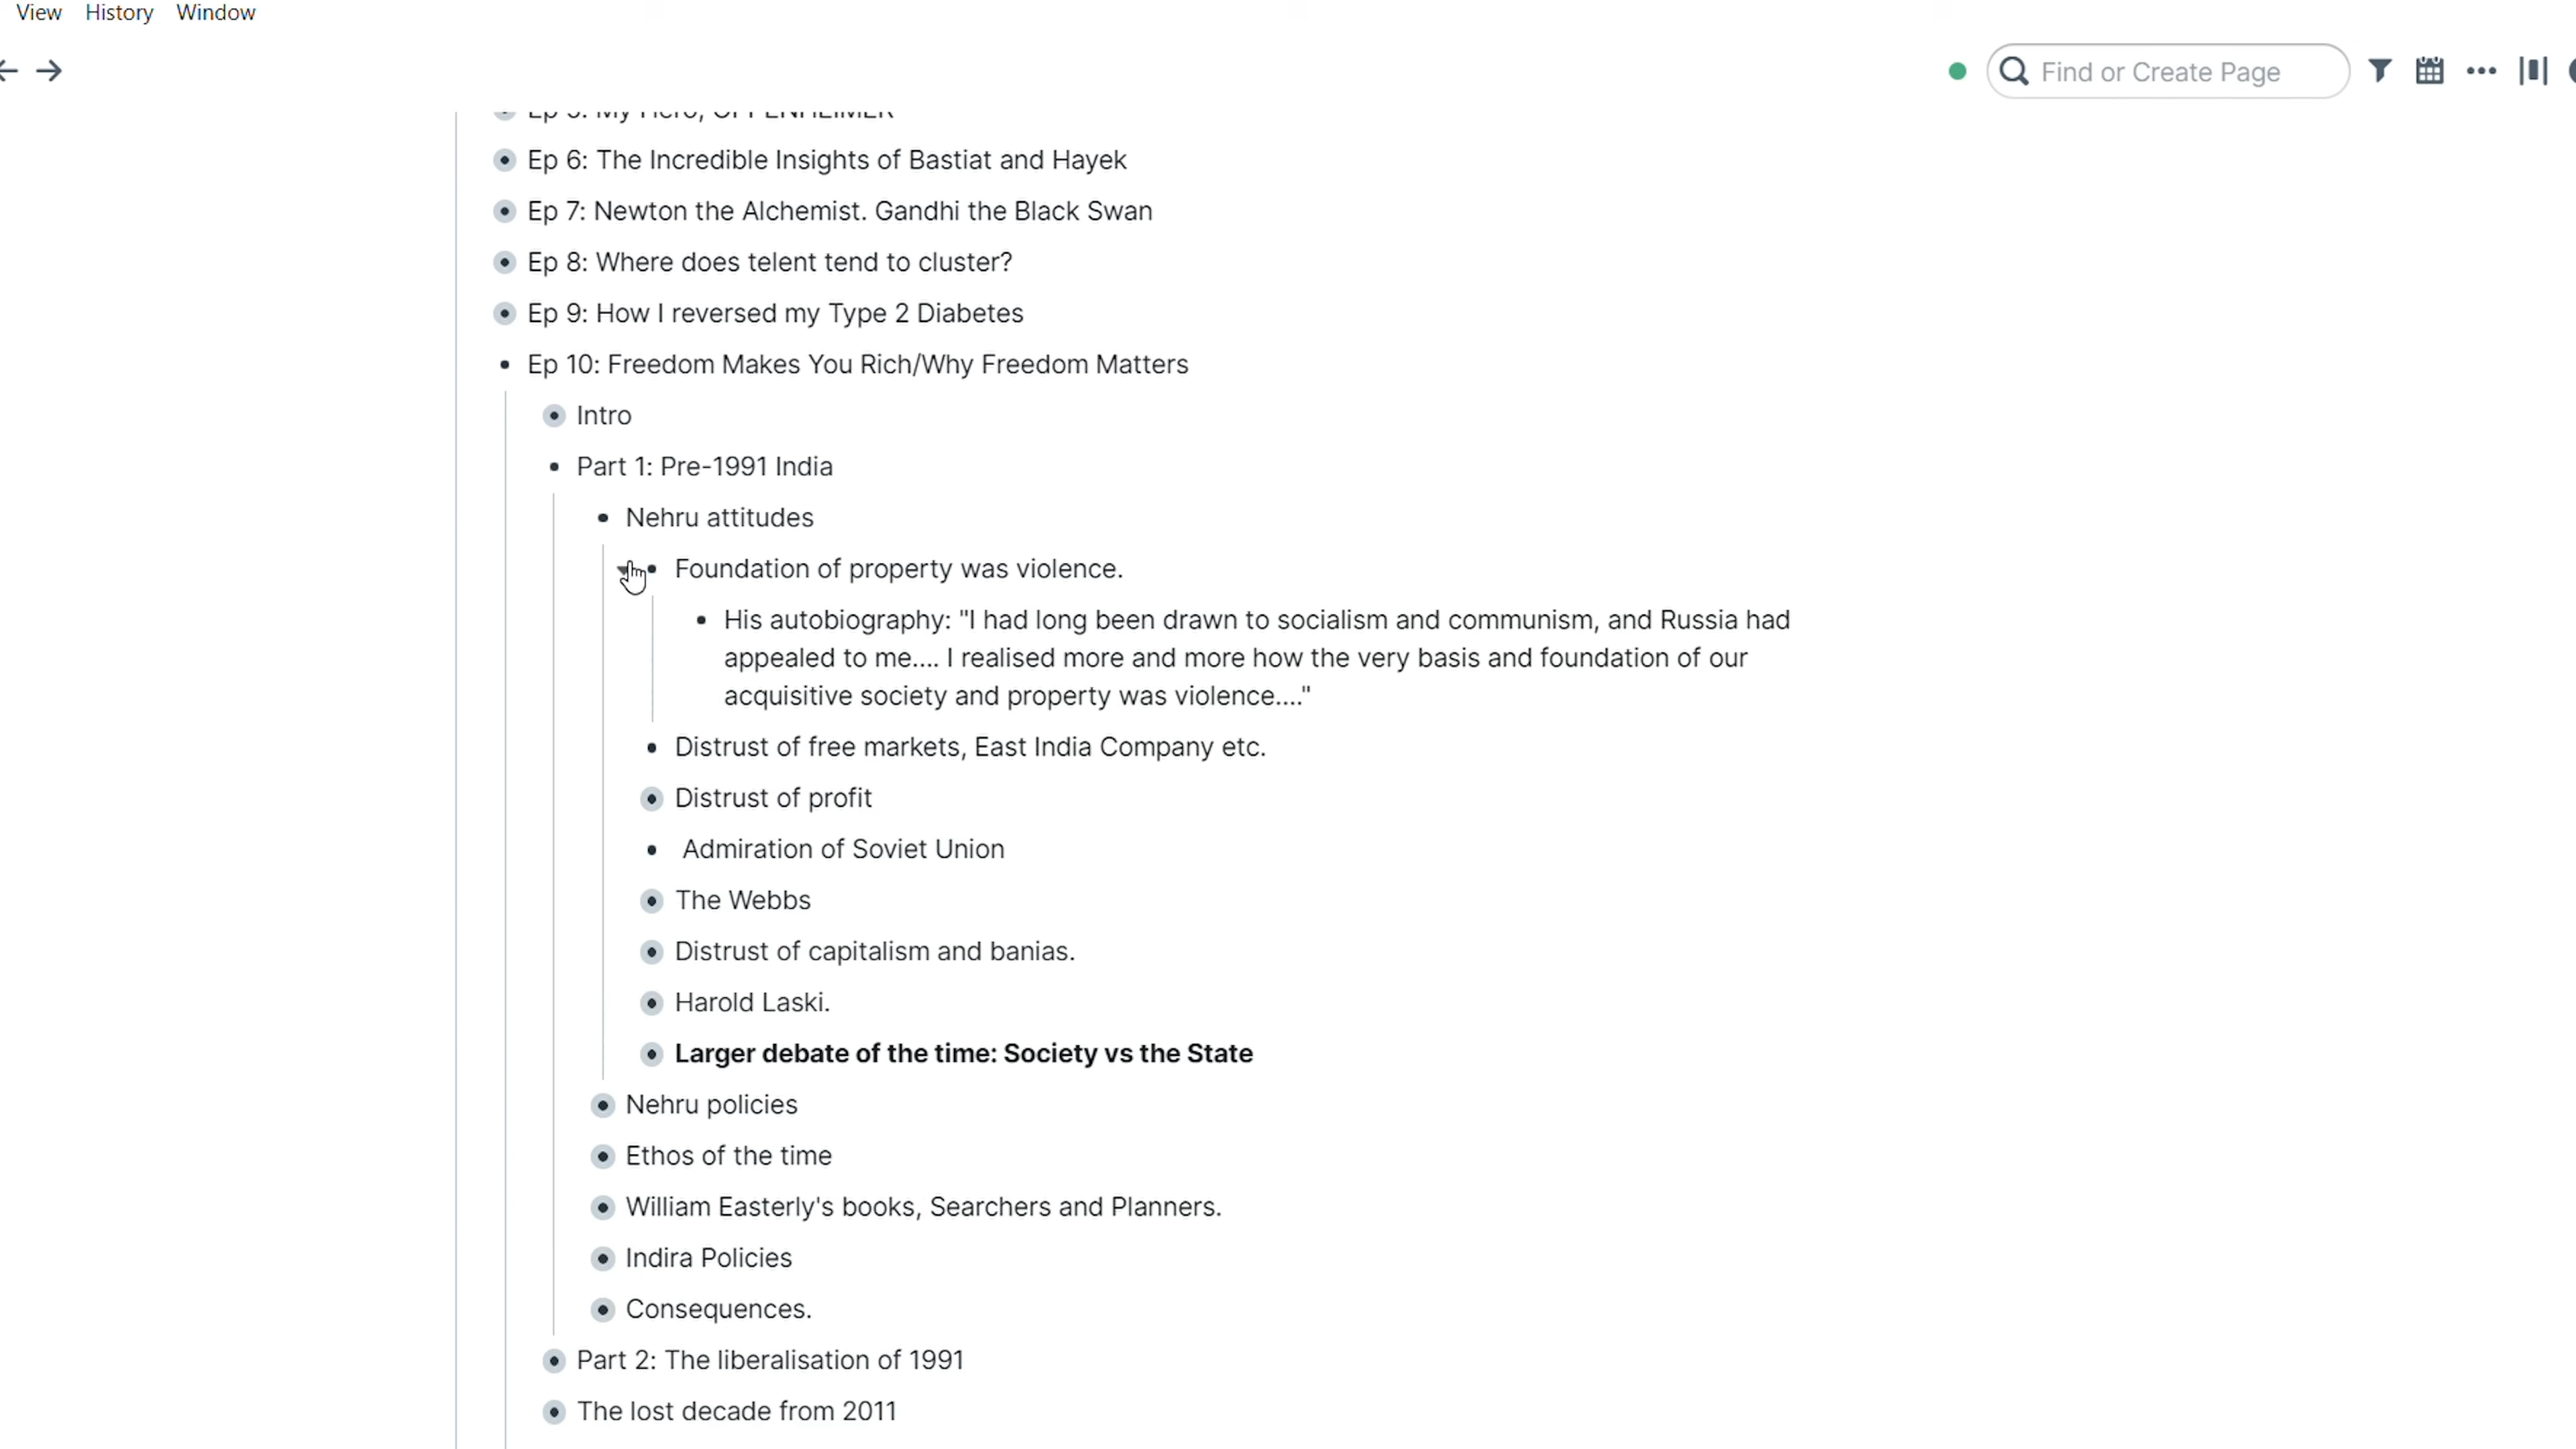 View History Window
Find or Create Page
My Hero, OPPENHEIMER
Ep 6: The Incredible Insights of Bastiat and Hayek
Ep 7: Newton the Alchemist. Gandhi the Black Swan
Ep 8: Where does telent tend to cluster?
Ep 9: How I reversed my Type 2 Diabetes
Ep 10: Freedom Makes You Rich/Why Freedom Matters
Intro
Part 1: Pre-1991 India
Nehru attitudes
Foundation of property was violence.
His autobiography: "I had long been drawn to socialism and communism, and Russia had
appealed to me.... I realised more and more how the very basis and foundation of our
acquisitive society and property was violence...."
Distrust of free markets, East India Company etc.
Distrust of profit
Admiration of Soviet Union
The Webbs
Distrust of capitalism and banias.
Harold Laski.
Larger debate of the time: Society vs the State
Nehru policies
Ethos of the time
William Easterly's books, Searchers and Planners.
Indira Policies
Consequences.
Part 2: The liberalisation of 1991
The lost decade from 2011